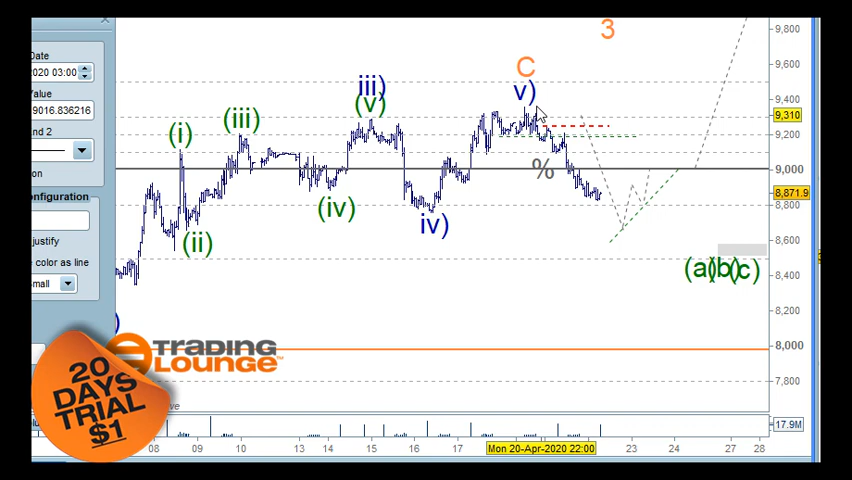 Date
2020 03:00
Value
9016.836216
and 2
ion
onfiguration
justify
e color as line
mall
3
C
v)
iii)
(v)
(iii)
(i)
(ii)
(iv)
iv)
%
(a)(b)(c)
)
9,800
9,600
9,400
9,310
9,200
9,000
8,871.9
8,800
8,600
8,400
8,200
8,000
7,800
17.9M
TRADING
LOUNGE
20
DAYS
TRIAL
$1
08
09
10
13
14
15
16
17
Mon 20-Apr-2020 22:00
23
24
27
28